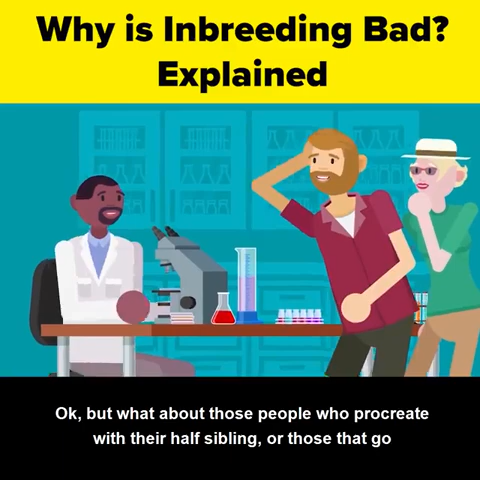 Why is Inbreeding Bad?
Explained
Ok, but what about those people who procreate
with their half sibling, or those that go